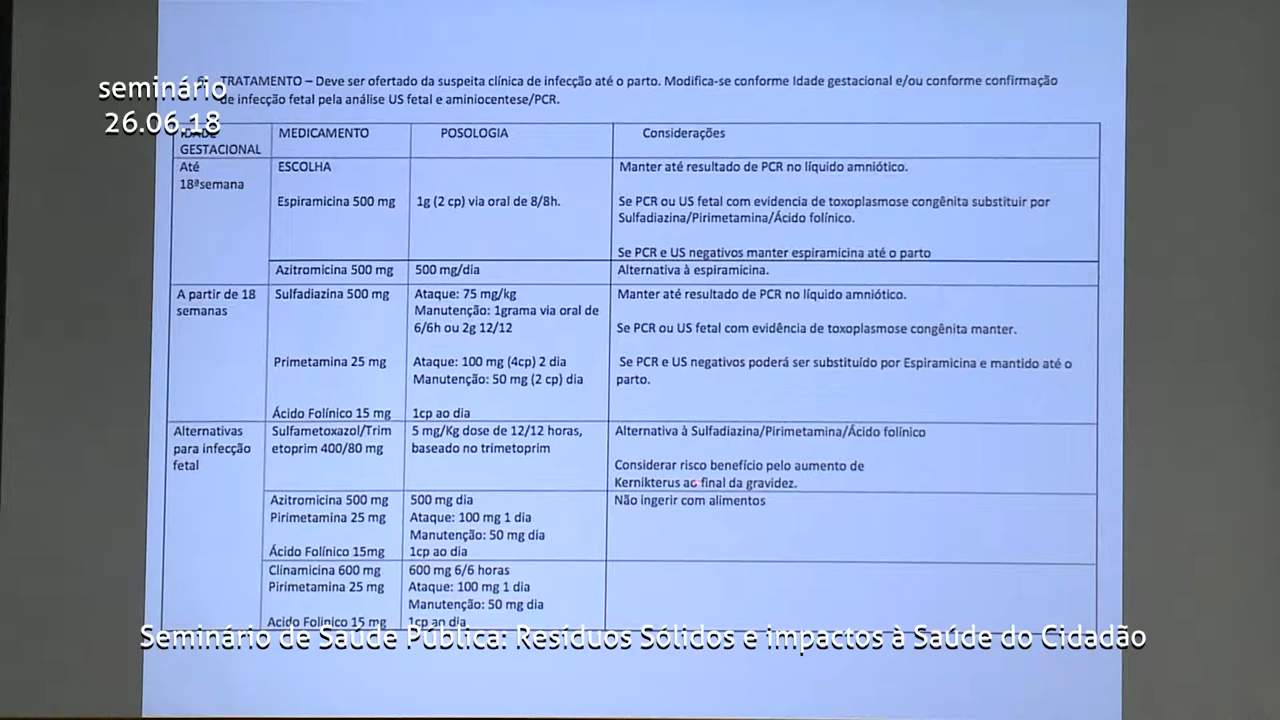 seminário
26.06.18
TRATAMENTO – Deve ser ofertado da suspeita clínica de infecção até o parto. Modifica-se conforme Idade gestacional e/ou conforme confirmação
de infecção fetal pela análise US fetal e aminiocentese/PCR.
IDADE GESTACIONAL
MEDICAMENTO
POSOLOGIA
Considerações
Até
18ªsemana
ESCOLHA
Manter até resultado de PCR no líquido amniótico.
Espiramicina 500 mg
1g (2 cp) via oral de 8/8h.
Se PCR ou US fetal com evidencia de toxoplasmose congênita substituir por
Sulfadiazina/Pirimetamina/Ácido folínico.
Se PCR e US negativos manter espiramicina até o parto
Azitromicina 500 mg
500 mg/dia
Alternativa à espiramicina.
A partir de 18
semanas
Sulfadiazina 500 mg
Ataque: 75 mg/kg
Manutenção: 1grama via oral de
6/6h ou 2g 12/12
Manter até resultado de PCR no líquido amniótico.
Se PCR ou US fetal com evidência de toxoplasmose congênita manter.
Primetamina 25 mg
Ataque: 100 mg (4cp) 2 dia
Manutenção: 50 mg (2 cp) dia
Se PCR e US negativos poderá ser substituído por Espiramicina e mantido até o
parto.
Ácido Folínico 15 mg
1cp ao dia
Alternativas
para infecção
fetal
Sulfametoxazol/Trim
etoprim 400/80 mg
5 mg/Kg dose de 12/12 horas,
baseado no trimetoprim
Alternativa à Sulfadiazina/Pirimetamina/Ácido folínico
Considerar risco benefício pelo aumento de
Kernikterus ao final da gravidez.
Azitromicina 500 mg
500 mg dia
Não ingerir com alimentos
Pirimetamina 25 mg
Ataque: 100 mg 1 dia
Manutenção: 50 mg dia
Ácido Folínico 15mg
1cp ao dia
Clinamicina 600 mg
600 mg 6/6 horas
Pirimetamina 25 mg
Ataque: 100 mg 1 dia
Manutenção: 50 mg dia
Acido Folinico 15 mg
1cp ao dia
Seminário de Saúde Pública: Resíduos Sólidos e impactos à Saúde do Cidadão